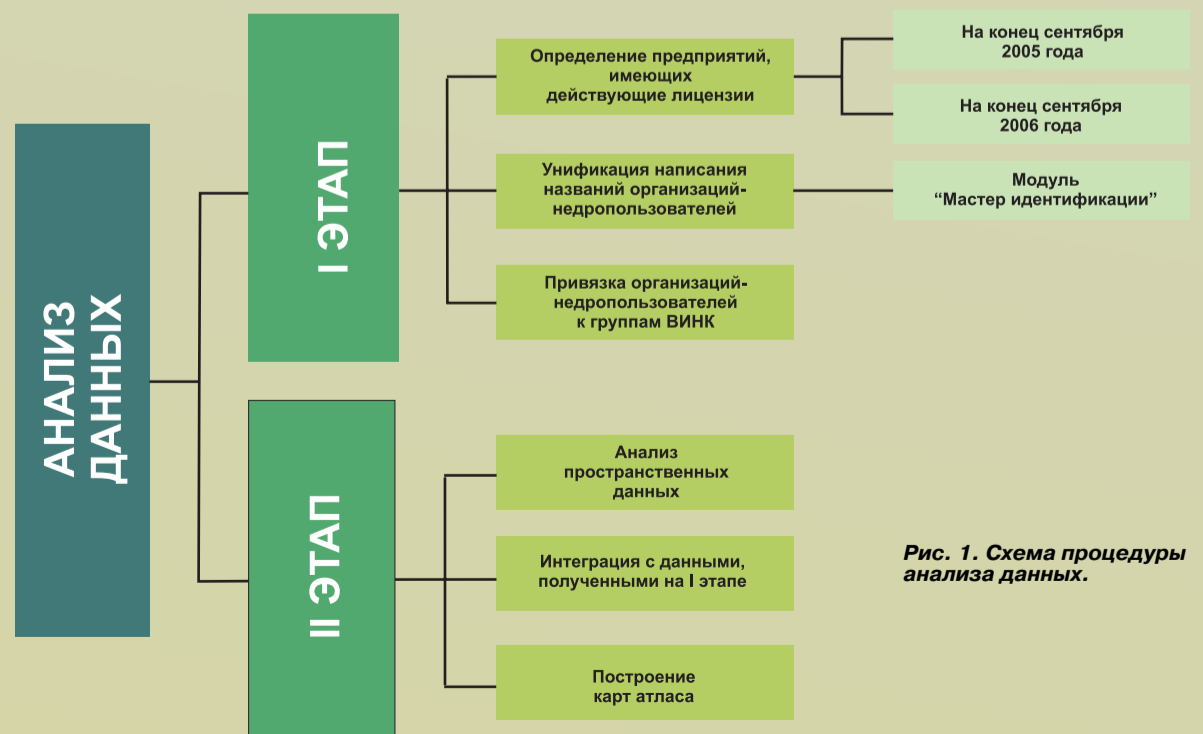 АНАЛИЗ
ДАННЫХ
I ЭТАП
Определение предприятий,
имеющих
действующие лицензии
На конец сентября
2005 года
На конец сентября
2006 года
Унификация написания
названий организаций-
недропользователей
Модуль
“Мастер идентификации”
Привязка организаций-
недропользователей
к группам ВИНК
II ЭТАП
Анализ
пространственных
данных
Интеграция с данными,
полученными на I этапе
Построение
карт атласа
Рис. 1. Схема процедуры
анализа данных.